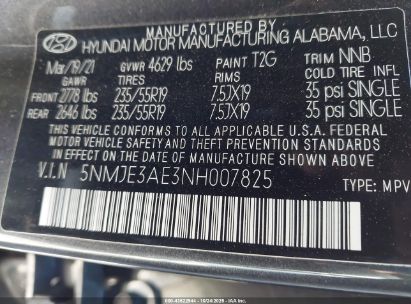 HYUNDAI MOTOR MANUFACTURING ALABAMA, LLC
Mar/19/21 GVWR 4629 lbs PAINT T2G TRIM NNB
GAWR TIRES RIMS COLD TIRE INFL
FRONT 2778 lbs 235/55R19 7.5JX19 35 psi SINGLE
REAR 2646 lbs 235/55R19 7.5JX19 35 psi SINGLE
THIS VEHICLE CONFORMS TO ALL APPLICABLE U.S.A. FEDERAL
MOTOR VEHICLE SAFETY AND THEFT PREVENTION STANDARDS
IN EFFECT ON THE DATE OF MANUFACTURE SHOWN ABOVE.
V.I.N 5NMJE3AE3NH007825
TYPE: MPV